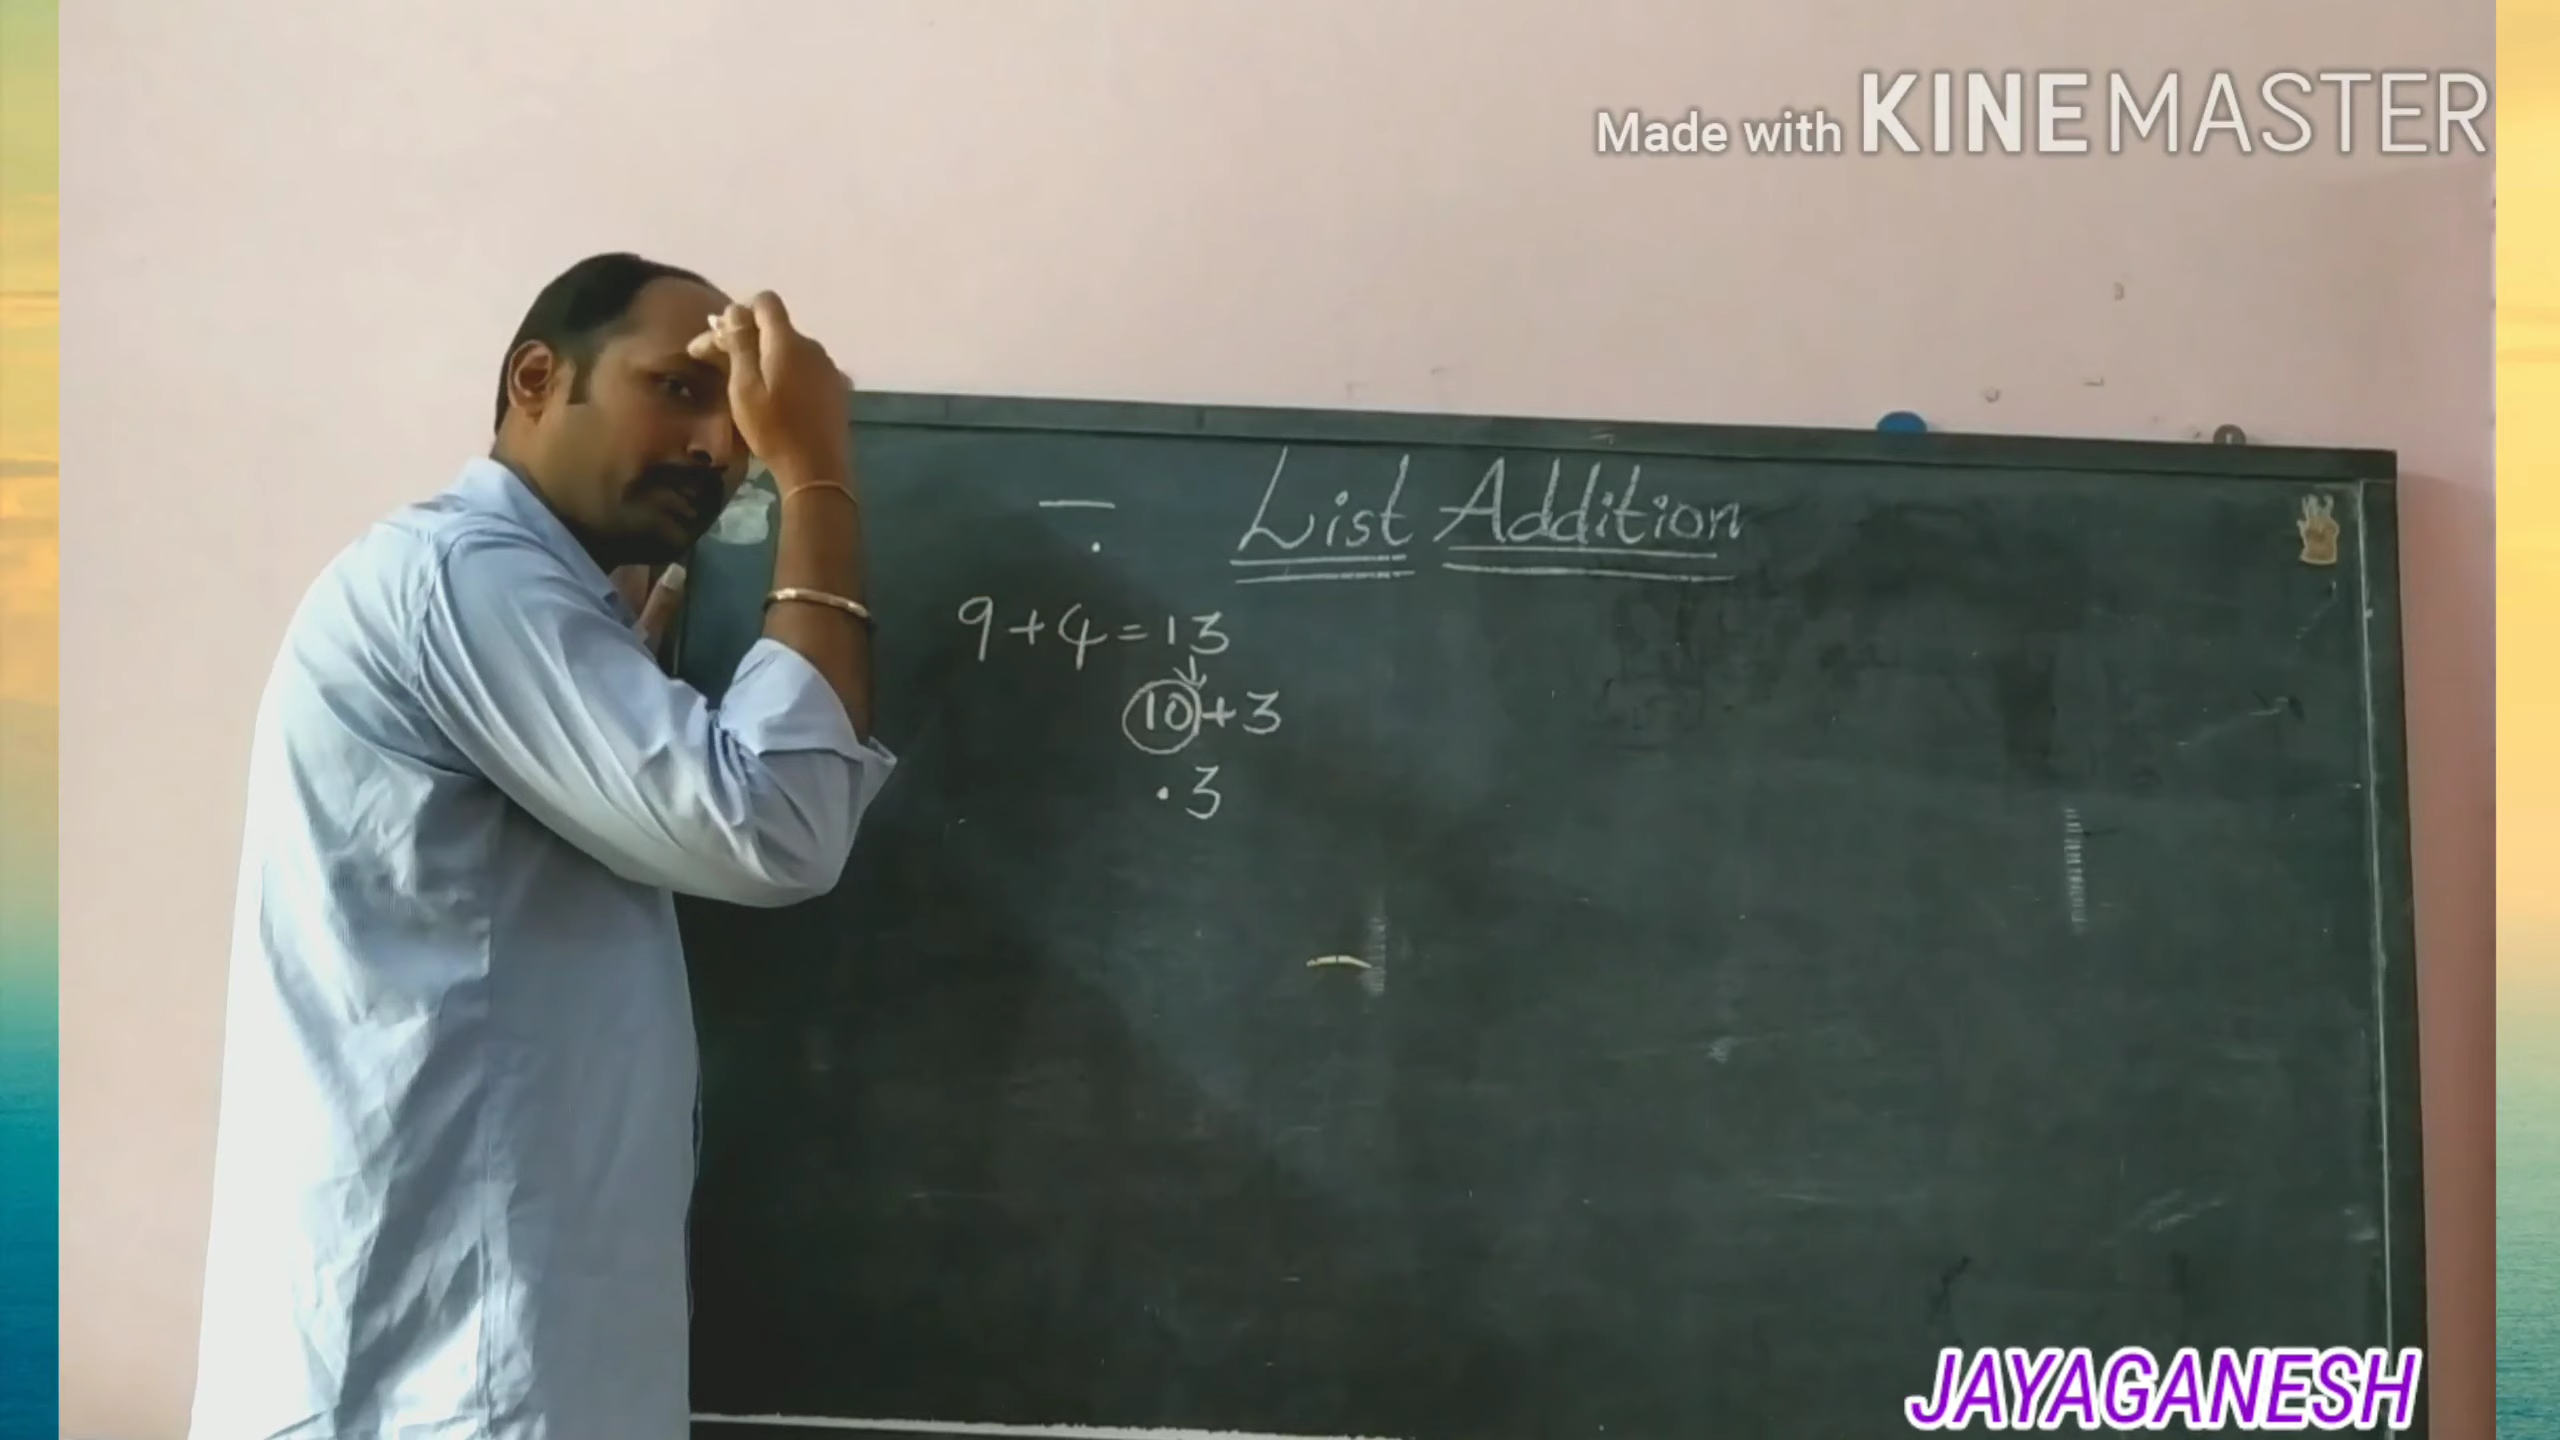 Made with KINEMASTER
List Addition
9+4=13
10+3
.3
JAYAGANESH